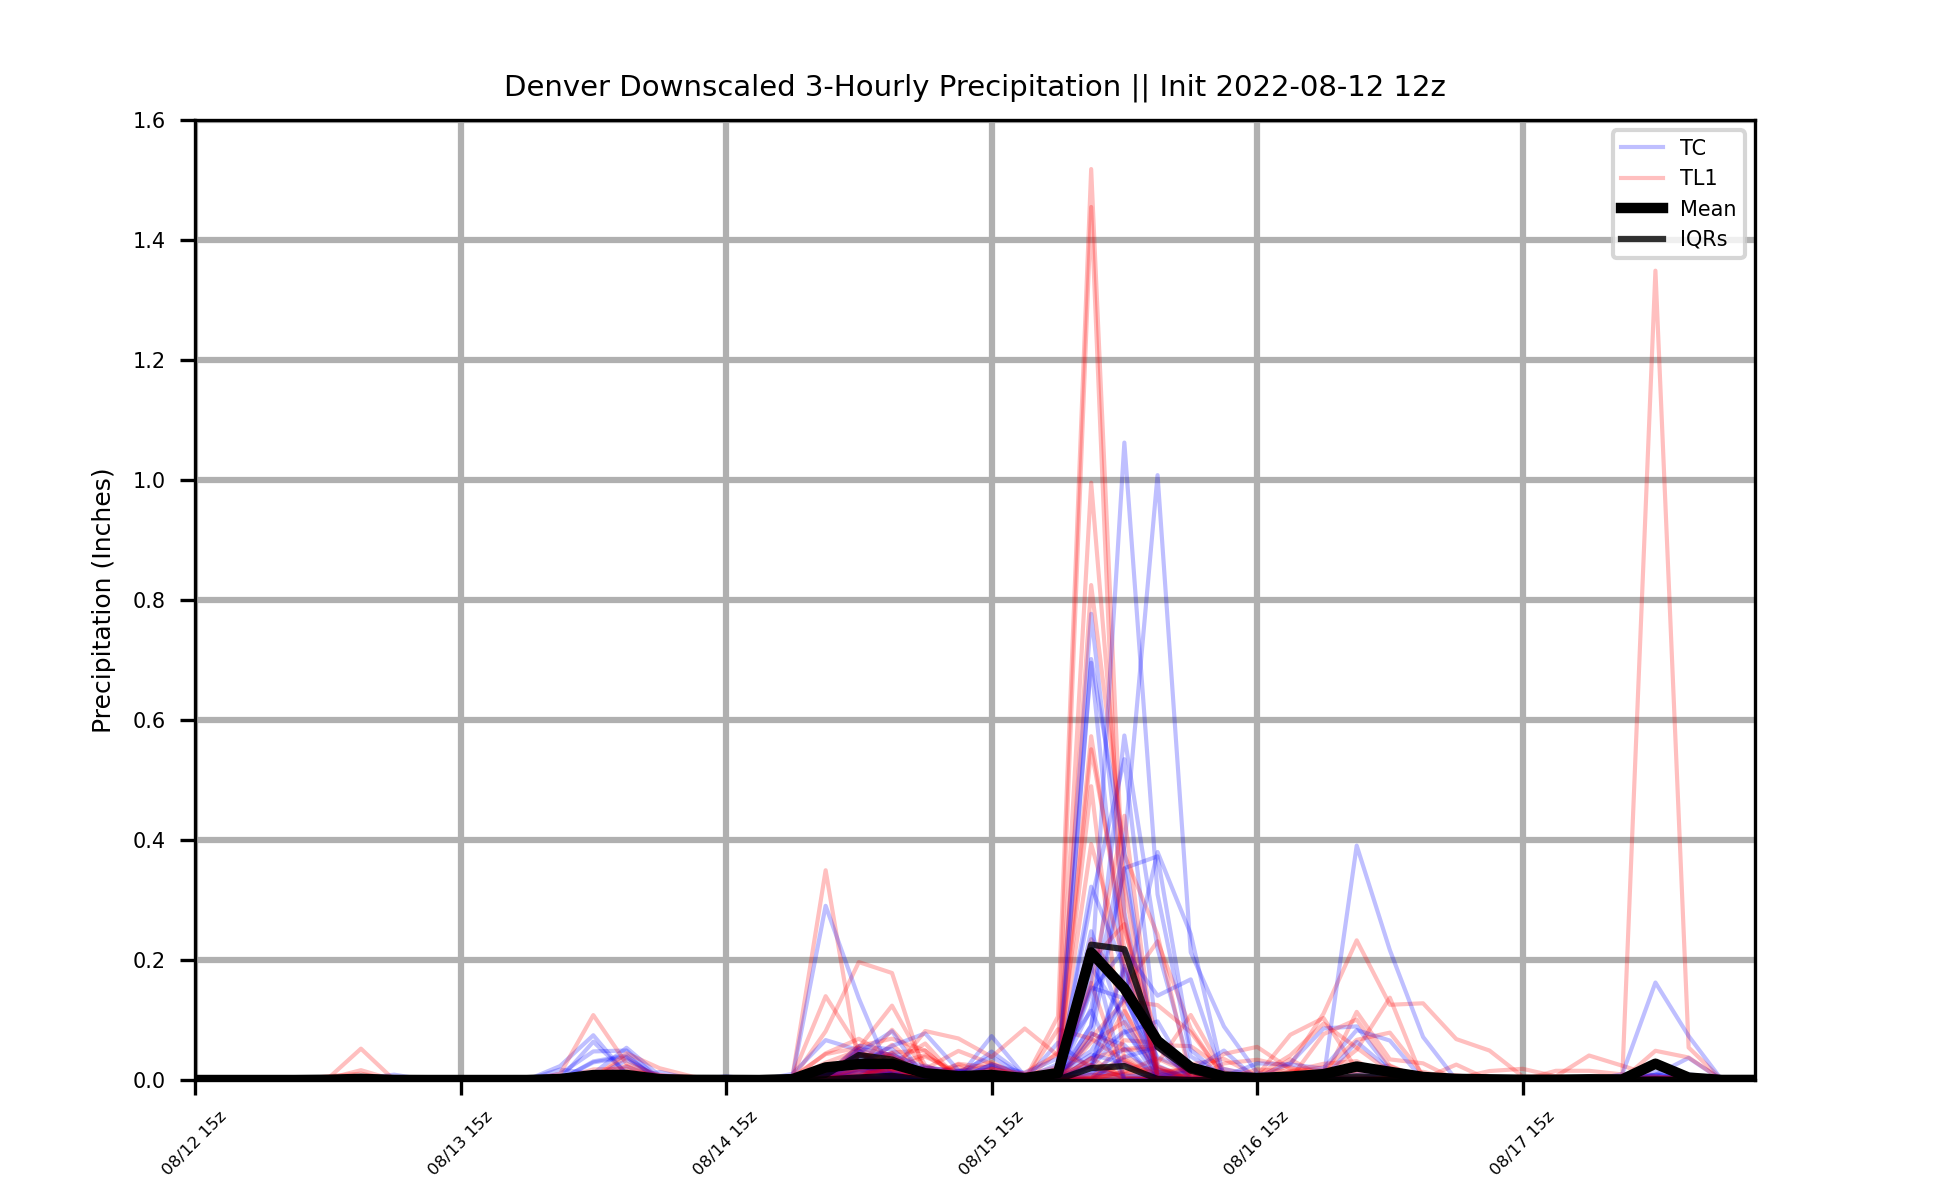 Denver Downscaled 3-Hourly Precipitation || Init 2022-08-12 12z
TC
TL1
Mean
IQRs
Precipitation (Inches)
1.6
1.4
1.2
1.0
0.8
0.6
0.4
0.2
0.0
08/12 15z
08/13 15z
08/14 15z
08/15 15z
08/16 15z
08/17 15z